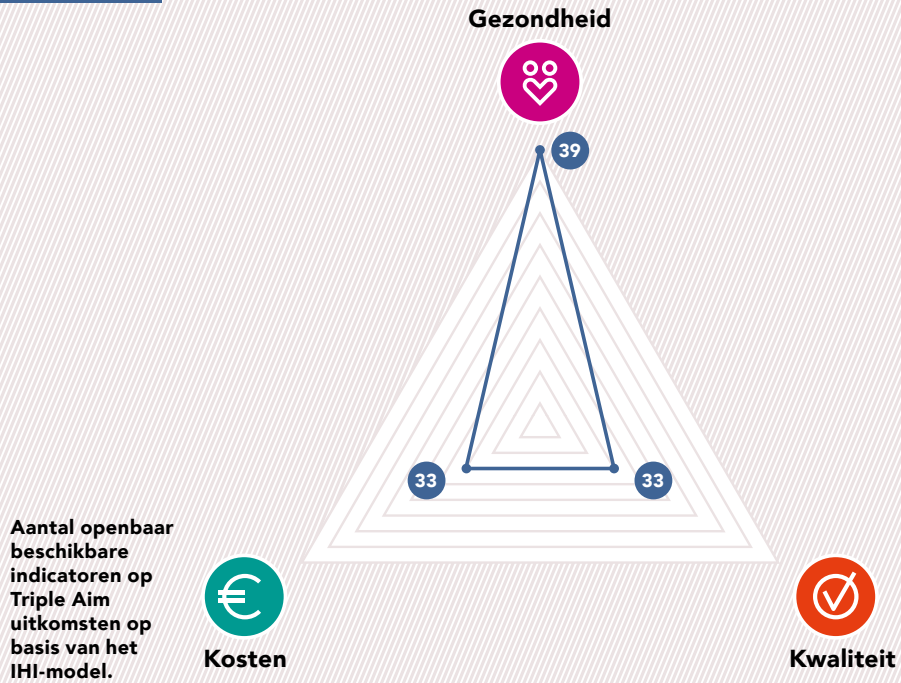 Gezondheid
39
33
33
Aantal openbaar
beschikbare
indicatoren op
Triple Aim
uitkomsten op
basis van het
IHI-model.
€
Kosten
Kwaliteit